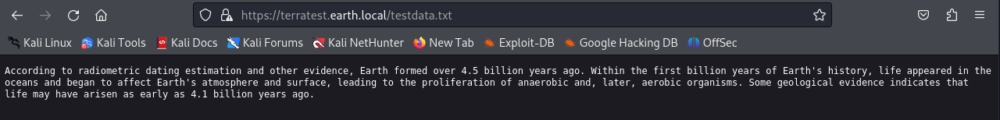 https://terratest.earth.local/testdata.txt
Kali Linux Kali Tools Kali Docs Kali Forums Kali NetHunter New Tab Exploit-DB Google Hacking DB OffSec
According to radiometric dating estimation and other evidence, Earth formed over 4.5 billion years ago. Within the first billion years of Earth's history, life appeared in the
oceans and began to affect Earth's atmosphere and surface, leading to the proliferation of anaerobic and, later, aerobic organisms. Some geological evidence indicates that
life may have arisen as early as 4.1 billion years ago.